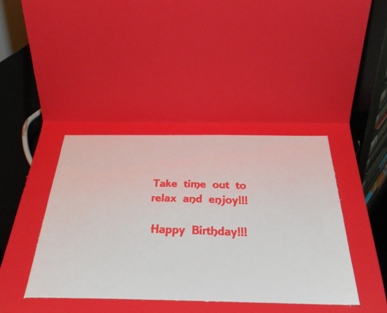 Take time out to
relax and enjoy!!!
Happy Birthday!!!